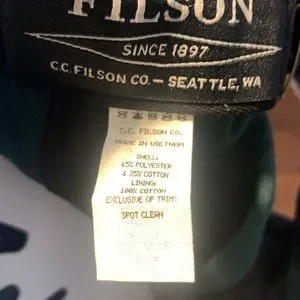 FILSON
SINCE 1897
C.C. FILSON CO. – SEATTLE, WA
C.C. FILSON CO.
MADE IN VIETNAM
SHELL:
65% POLYESTER
& 35% COTTON
LINING:
100% COTTON
EXCLUSIVE OF TRIMS
SPOT CLEAN